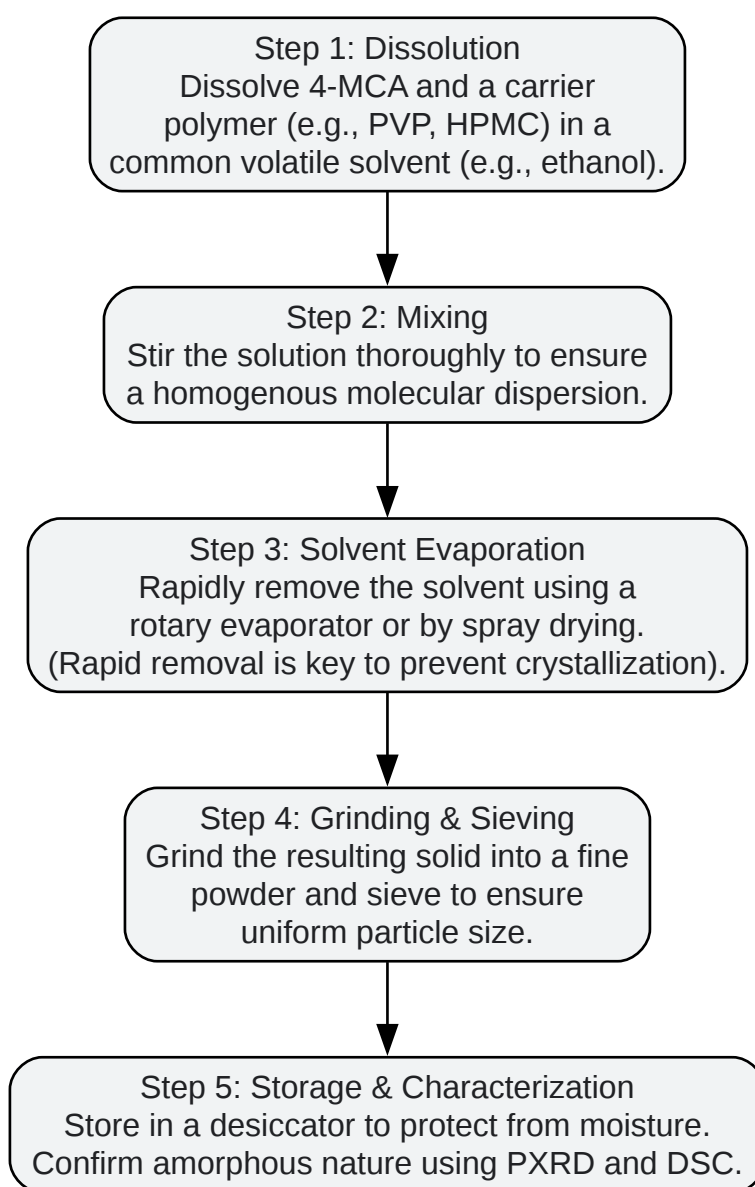 Step 1: Dissolution
Dissolve 4-MCA and a carrier
polymer (e.g., PVP, HPMC) in a
common volatile solvent (e.g., ethanol).
Step 2: Mixing
Stir the solution thoroughly to ensure
a homogenous molecular dispersion.
Step 3: Solvent Evaporation
Rapidly remove the solvent using a
rotary evaporator or by spray drying.
(Rapid removal is key to prevent crystallization).
Step 4: Grinding & Sieving
Grind the resulting solid into a fine
powder and sieve to ensure
uniform particle size.
Step 5: Storage & Characterization
Store in a desiccator to protect from moisture.
Confirm amorphous nature using PXRD and DSC.